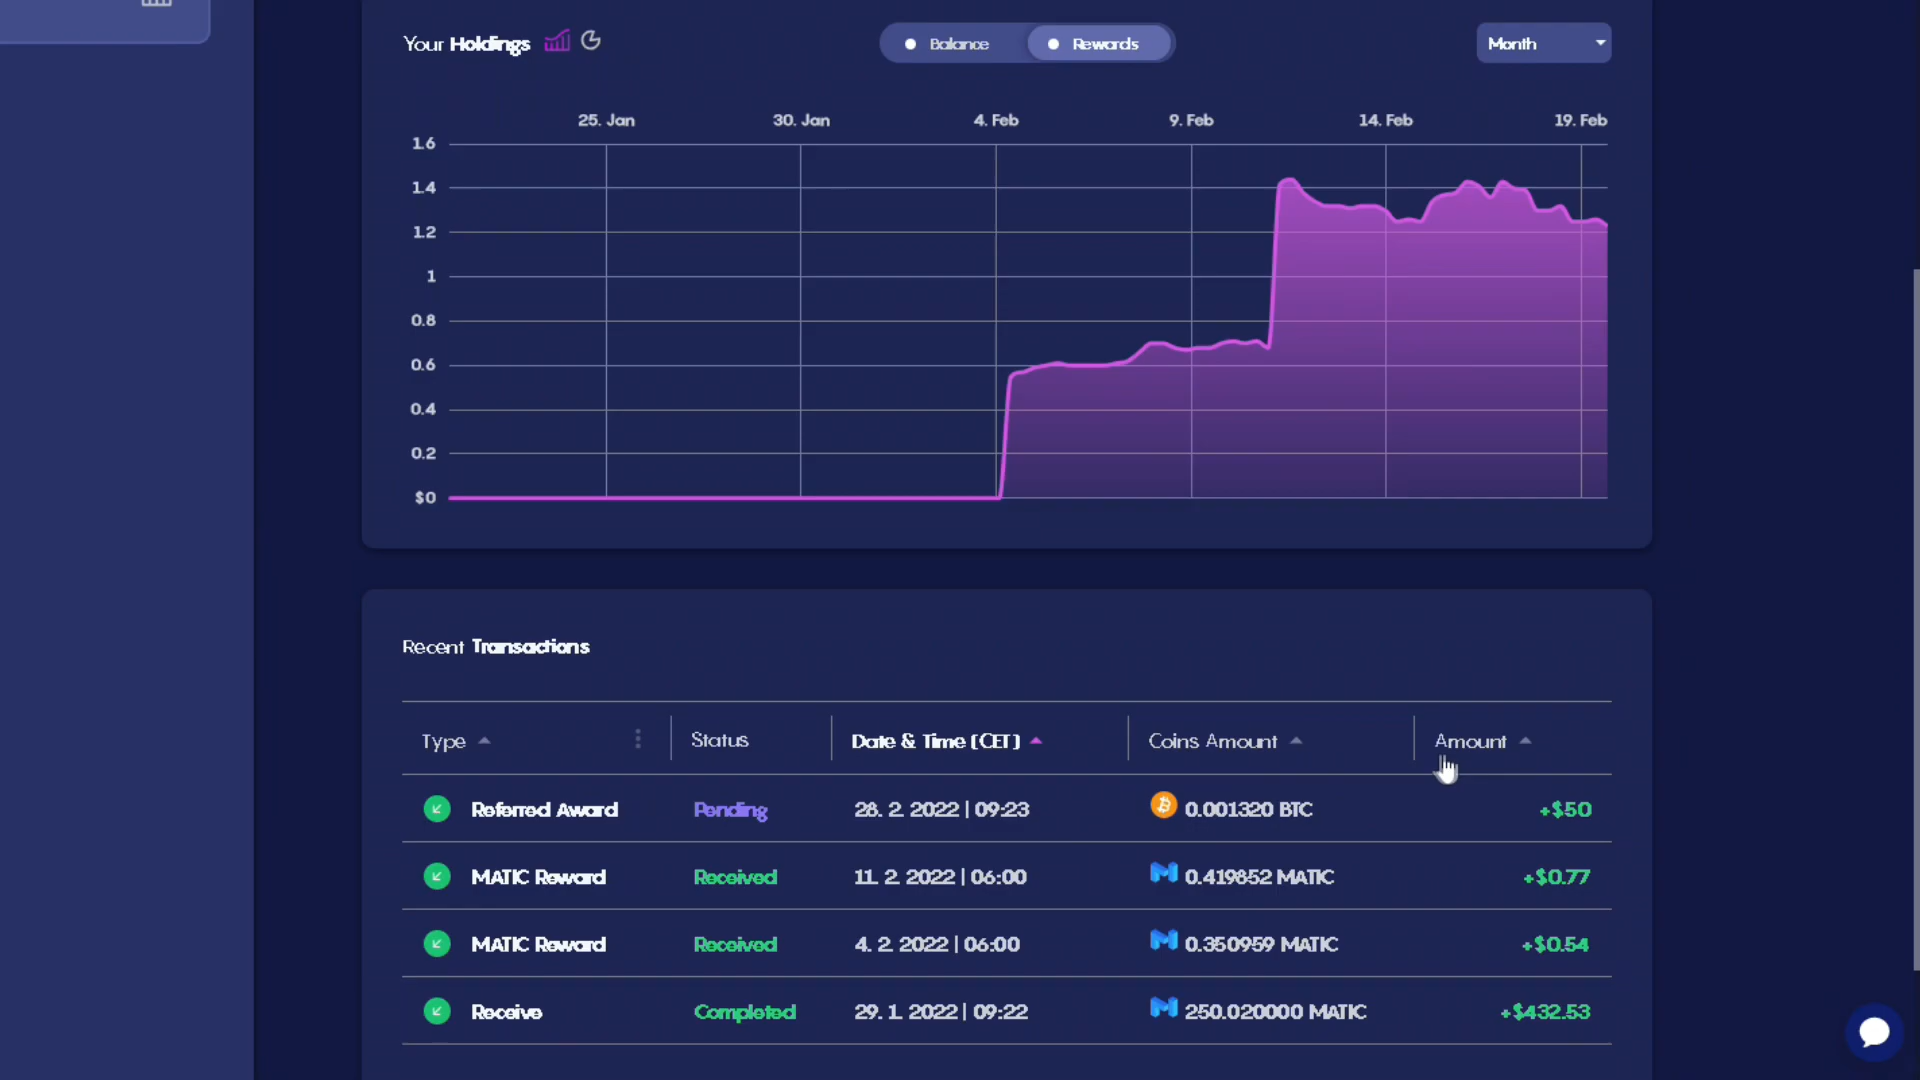 Your Holdings
Balance
Rewards
Month
25. Jan 30. Jan 4. Feb 9. Feb 14. Feb 19. Feb
1.6
1.4
1.2
1
0.8
0.6
0.4
0.2
$0
Recent Transactions
Type Status Date & Time (CET) Coins Amount Amount
Referred Award Pending 28. 2. 2022 | 09:23 0.001320 BTC +$50
MATIC Reward Received 11. 2. 2022 | 06:00 0.419852 MATIC +$0.77
MATIC Reward Received 4. 2. 2022 | 06:00 0.350959 MATIC +$0.54
Receive Completed 29. 1. 2022 | 09:22 250.020000 MATIC +$432.53